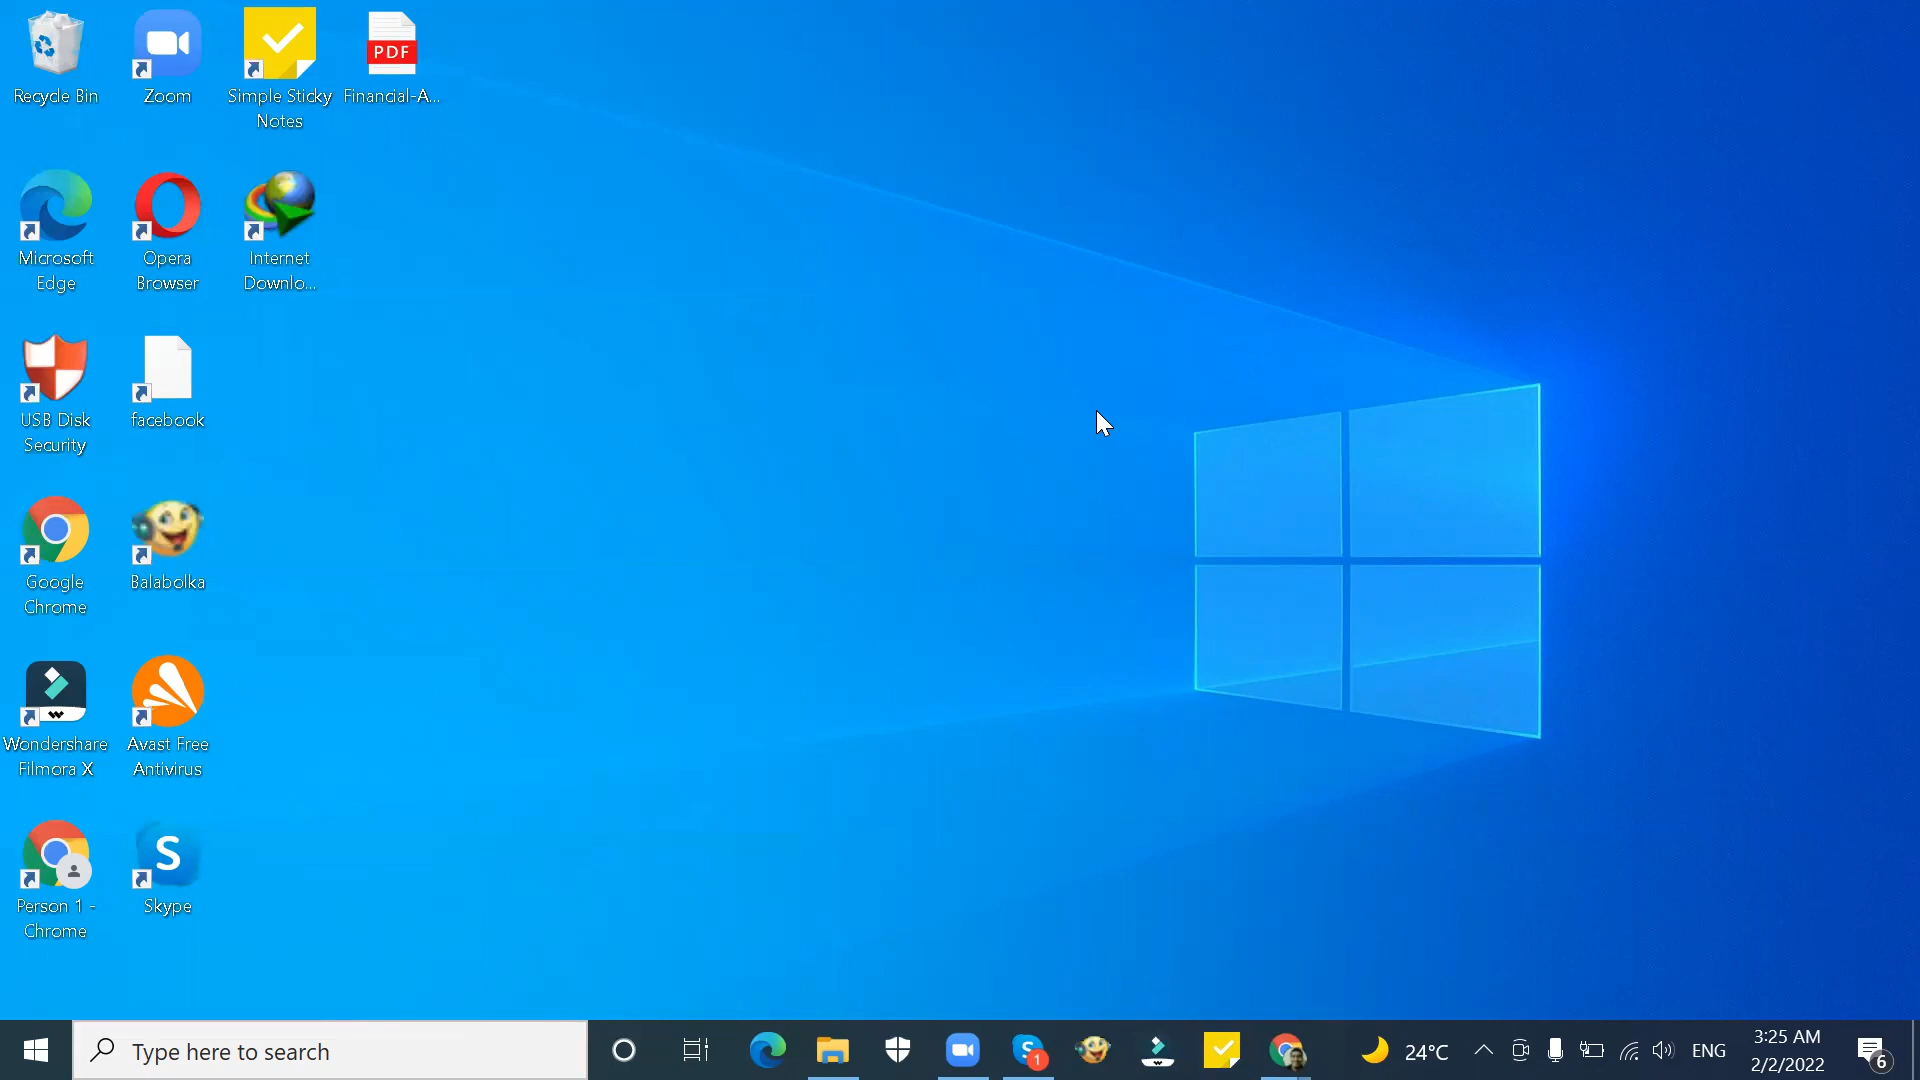 Recycle Bin
Zoom
Simple Sticky
Notes
PDF
Financial-A...
Microsoft
Edge
Opera
Browser
Internet
Downlo...
USB Disk
Security
facebook
Google
Chrome
Balabolka
Wondershare
Filmora X
Avast Free
Antivirus
Person 1 -
Chrome
S
Skype
Type here to search
S
1
24°C
ENG
3:25 AM
2/2/2022
6